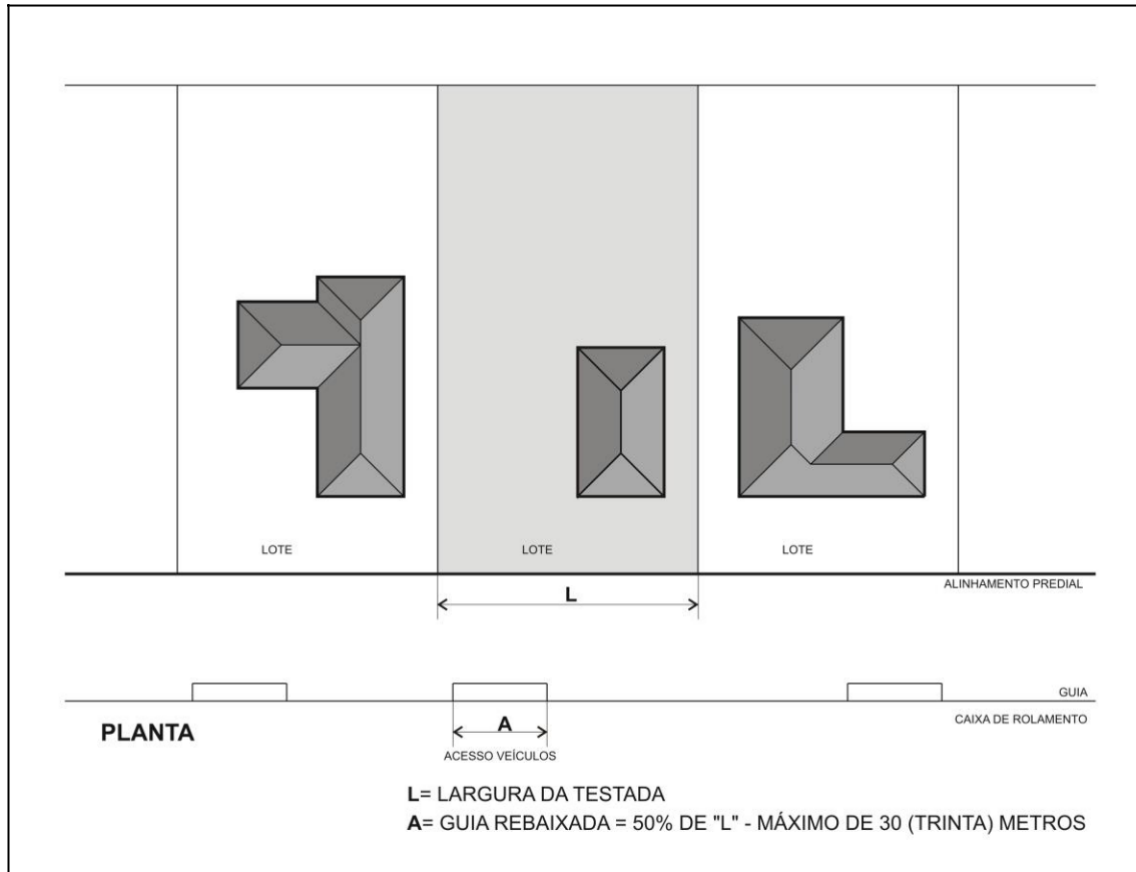 LOTE
LOTE
LOTE
ALINHAMENTO PREDIAL
L
GUIA
CAIXA DE ROLAMENTO
PLANTA
A
ACESSO VEÍCULOS
L= LARGURA DA TESTADA
A= GUIA REBAIXADA = 50% DE "L" - MÁXIMO DE 30 (TRINTA) METROS